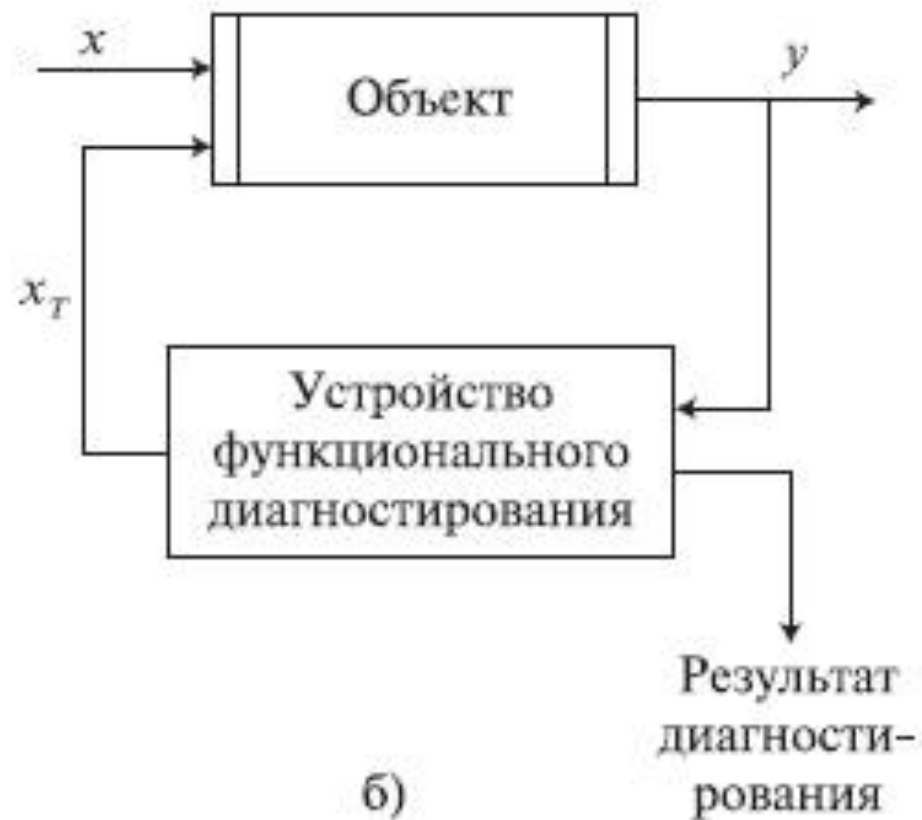 x
Объект
y
x_T
Устройство
функционального
диагностирования
Результат
диагности-
рования
б)